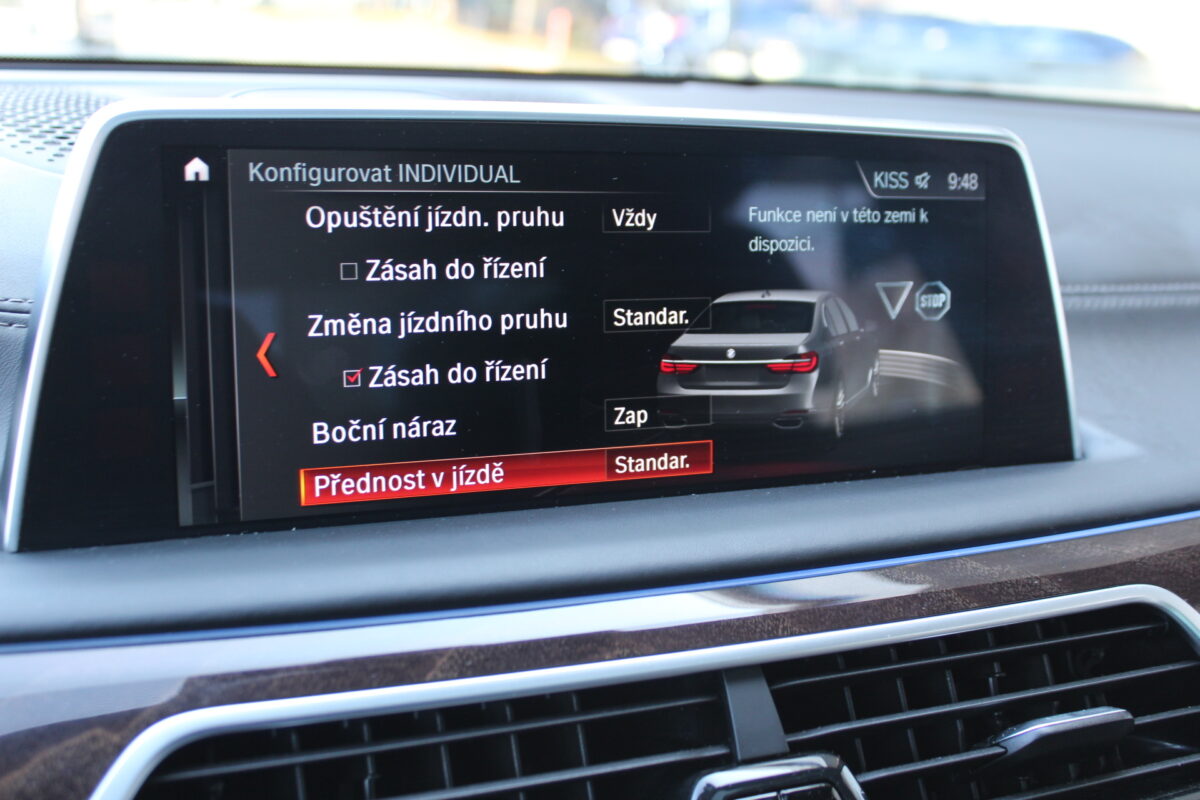 Konfigurovat INDIVIDUAL
KISS 9:48
Opuštění jízdn. pruhu Vždy
Zásah do řízení
Změna jízdního pruhu Standar.
Zásah do řízení
Boční náraz Zap
Přednost v jízdě Standar.
Funkce není v této zemi k
dispozici.
STOP